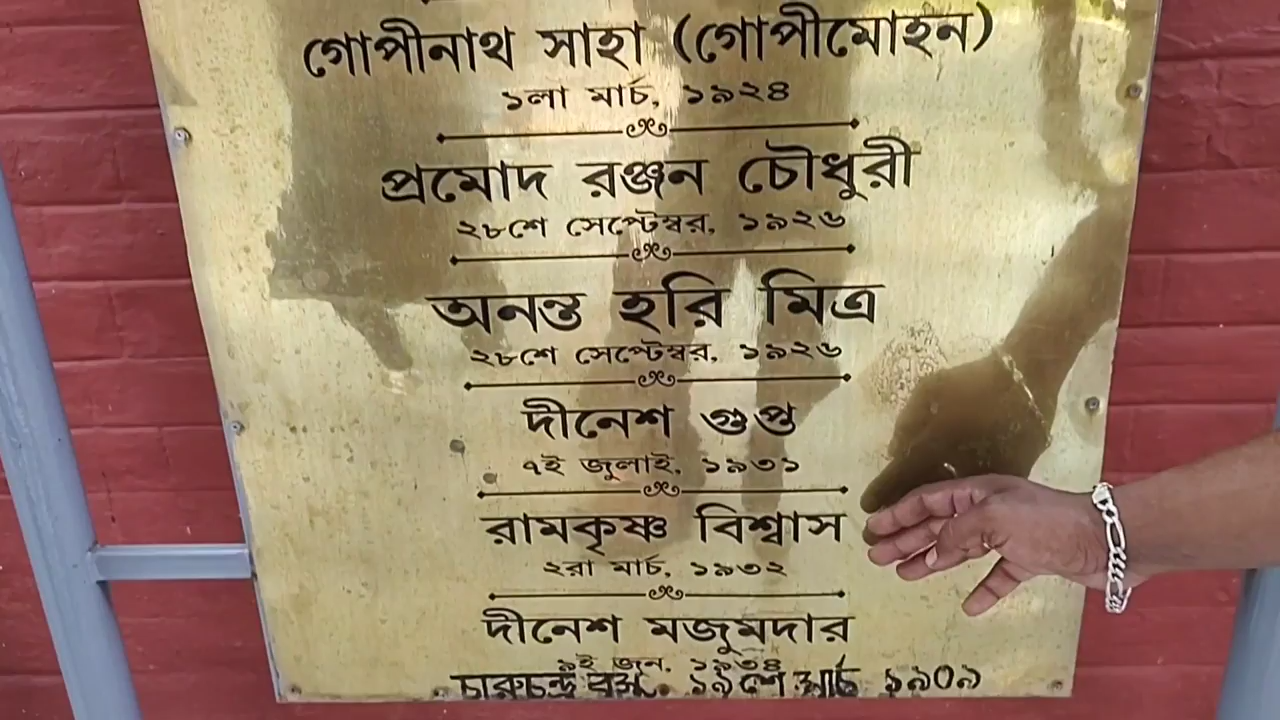 গোপীনাথ সাহা (গোপীমোহন)
১লা মার্চ, ১৯২৪
প্রমোদ রঞ্জন চৌধুরী
২৮শে সেপ্টেম্বর, ১৯২৬
অনন্ত হরি মিত্র
২৮শে সেপ্টেম্বর, ১৯২৬
দীনেশ গুপ্ত
৭ই জুলাই, ১৯৩১
রামকৃষ্ণ বিশ্বাস
২রা মার্চ, ১৯৩২
দীনেশ মজুমদার
৯ই জুন, ১৯৩৪
চারুচন্দ্র বসু. ১৯শে মার্চ ১৯০৯